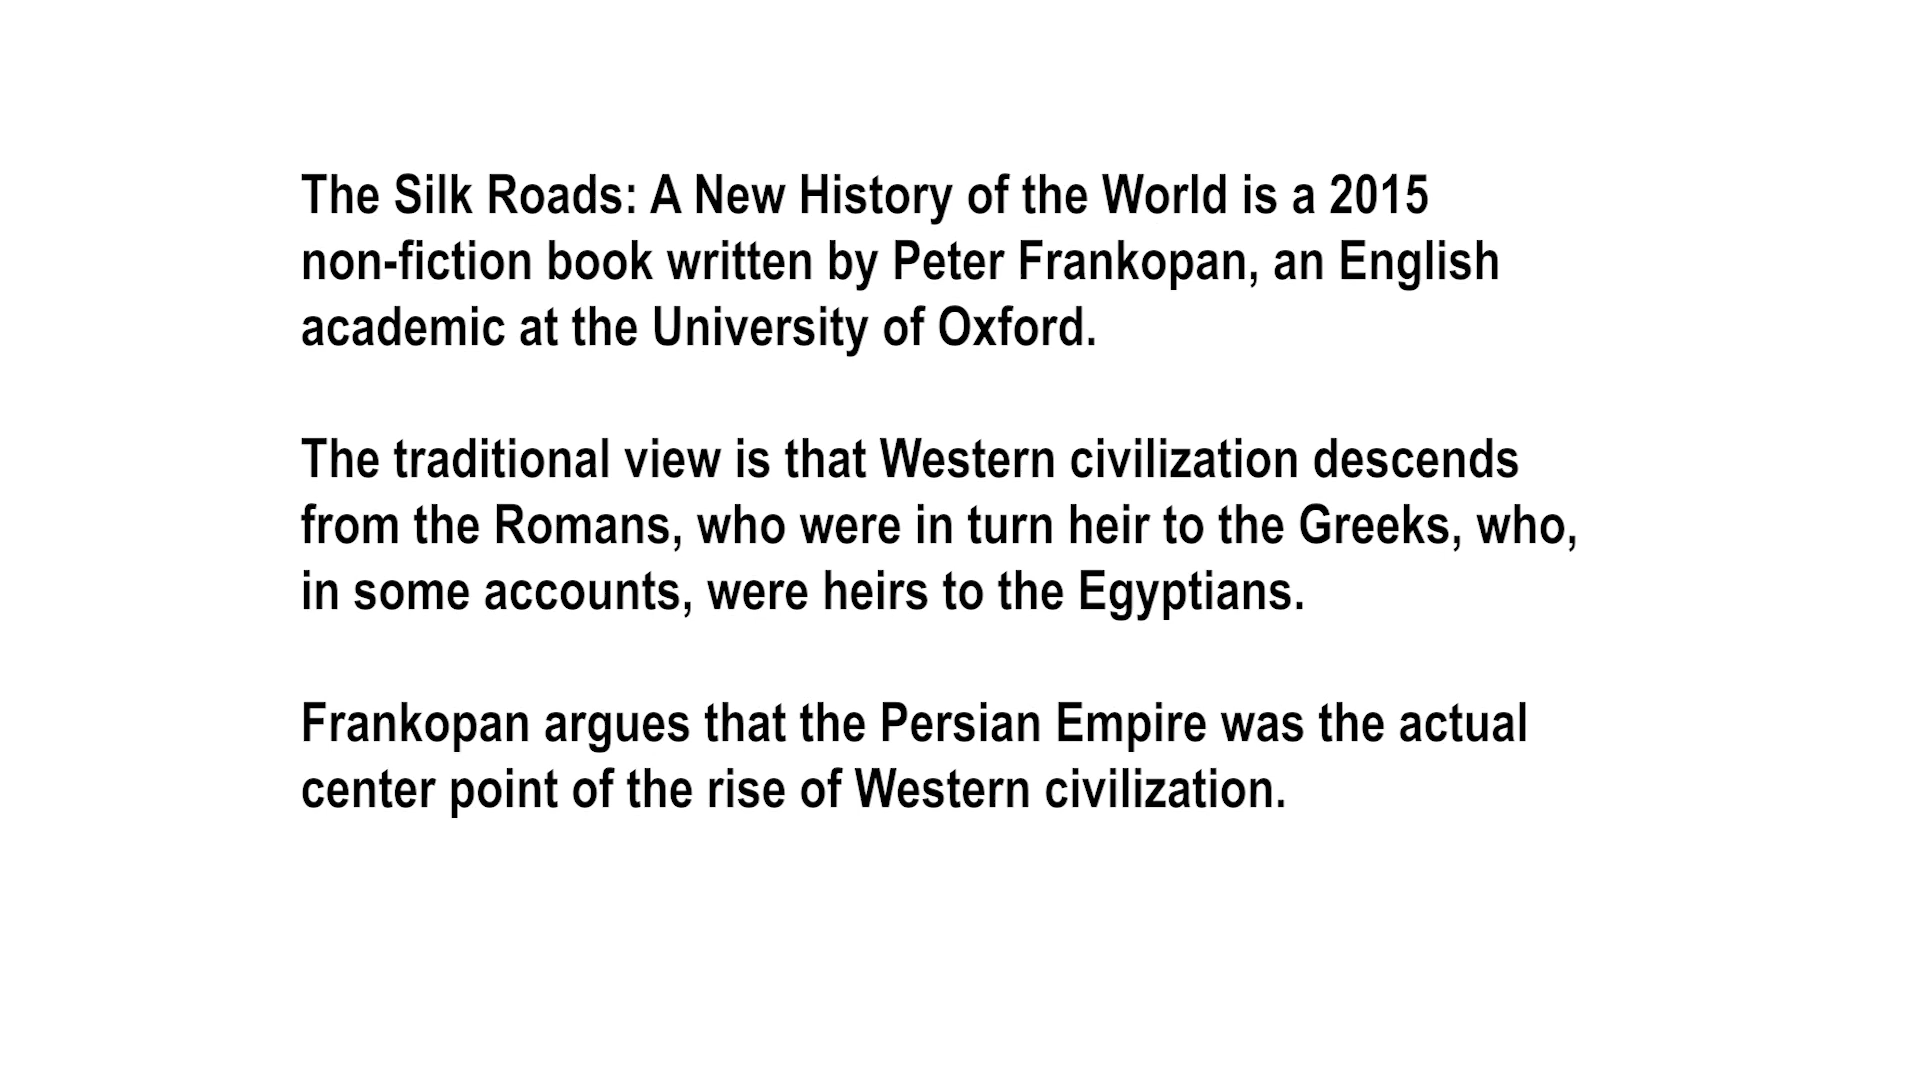 The Silk Roads: A New History of the World is a 2015
non-fiction book written by Peter Frankopan, an English
academic at the University of Oxford.
The traditional view is that Western civilization descends
from the Romans, who were in turn heir to the Greeks, who,
in some accounts, were heirs to the Egyptians.
Frankopan argues that the Persian Empire was the actual
center point of the rise of Western civilization.